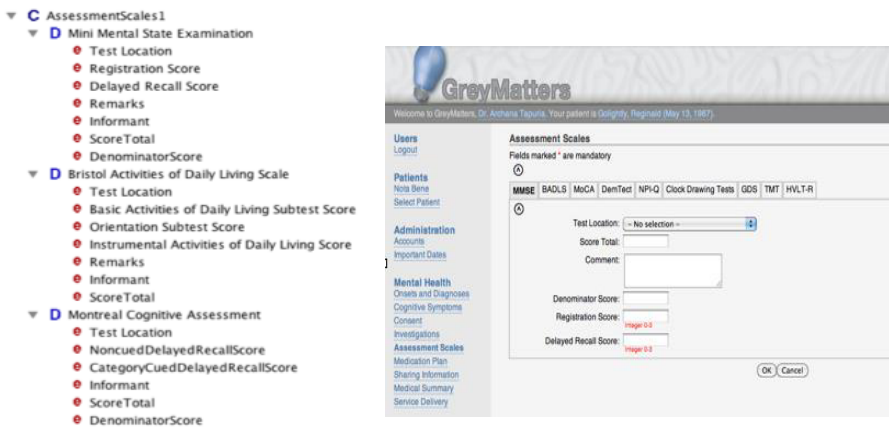 C AssessmentScales1
D Mini Mental State Examination
e Test Location
e Registration Score
e Delayed Recall Score
e Remarks
e Informant
e ScoreTotal
e DenominatorScore
D Bristol Activities of Daily Living Scale
e Test Location
e Basic Activities of Daily Living Subtest Score
e Orientation Subtest Score
e Instrumental Activities of Daily Living Score
e Remarks
e Informant
e ScoreTotal
D Montreal Cognitive Assessment
e Test Location
e NoncuedDelayedRecallScore
e CategoryCuedDelayedRecallScore
e Informant
e ScoreTotal
e DenominatorScore
GreyMatters
Welcome to GreyMatters, Dr. Archana Tapuria. Your patient is Golightly, Reginald (May 13, 1967).
Users
Logout
Patients
Nota Bene
Select Patient
Administration
Accounts
Important Dates
Mental Health
Onsets and Diagnoses
Cognitive Symptoms
Consent
Investigations
Assessment Scales
Medication Plan
Sharing Information
Medical Summary
Service Delivery
Assessment Scales
Fields marked * are mandatory
A
MMSE BADLS MoCA DemTect NPI-Q Clock Drawing Tests GDS TMT HVLT-R
A
Test Location: - No selection -
Score Total:
Comment:
Denominator Score:
Registration Score:
Integer 0-3
Delayed Recall Score:
Integer 0-3
OK Cancel